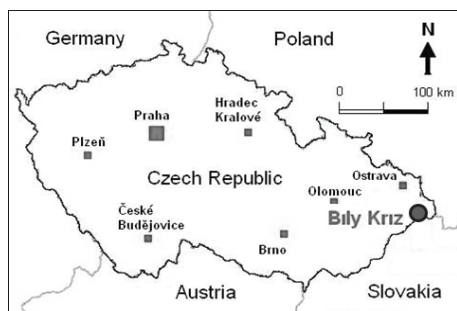 Germany
Poland
N
0 100 km
Praha
Hradec
Kralové
Plzeň
Czech Republic
Ostrava
Olomouc
Bily Kriz
České
Budějovice
Brno
Austria
Slovakia